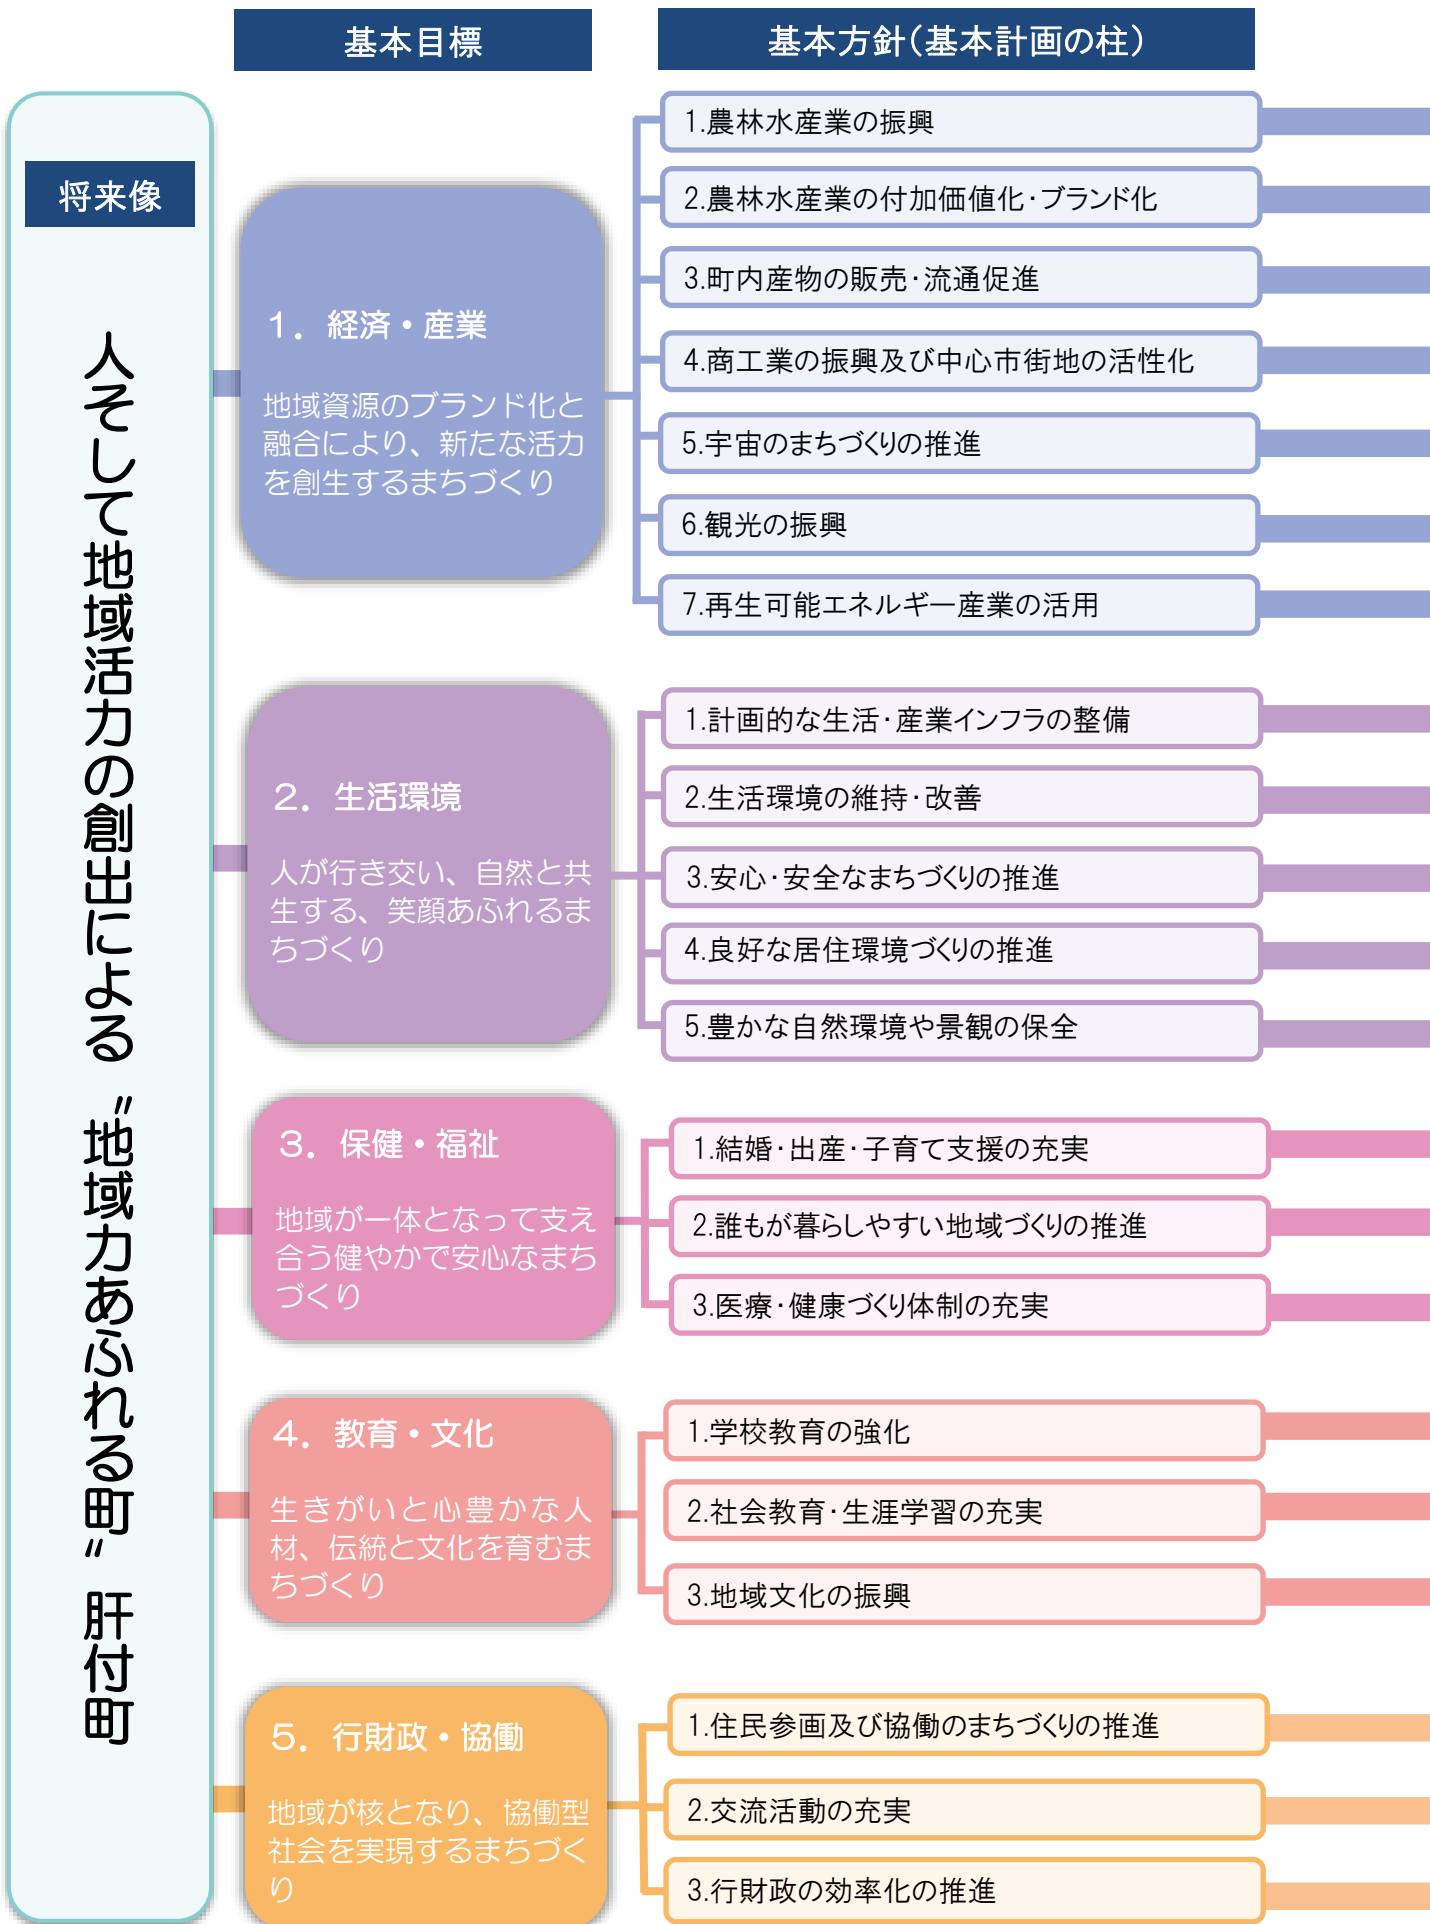 基本目標
基本方針（基本計画の柱）
将来像
人そして地域活力の創出による〝地域力あふれる町〟肝付町
１．経済・産業
地域資源のブランド化と
融合により、新たな活力
を創生するまちづくり
1.農林水産業の振興
2.農林水産業の付加価値化・ブランド化
3.町内産物の販売・流通促進
4.商工業の振興及び中心市街地の活性化
5.宇宙のまちづくりの推進
6.観光の振興
7.再生可能エネルギー産業の活用
２．生活環境
人が行き交い、自然と共
生する、笑顔あふれるま
ちづくり
1.計画的な生活・産業インフラの整備
2.生活環境の維持・改善
3.安心・安全なまちづくりの推進
4.良好な居住環境づくりの推進
5.豊かな自然環境や景観の保全
３．保健・福祉
地域が一体となって支え
合う健やかで安心なまち
づくり
1.結婚・出産・子育て支援の充実
2.誰もが暮らしやすい地域づくりの推進
3.医療・健康づくり体制の充実
４．教育・文化
生きがいと心豊かな人
材、伝統と文化を育むま
ちづくり
1.学校教育の強化
2.社会教育・生涯学習の充実
3.地域文化の振興
５．行財政・協働
地域が核となり、協働型
社会を実現するまちづく
り
1.住民参画及び協働のまちづくりの推進
2.交流活動の充実
3.行財政の効率化の推進